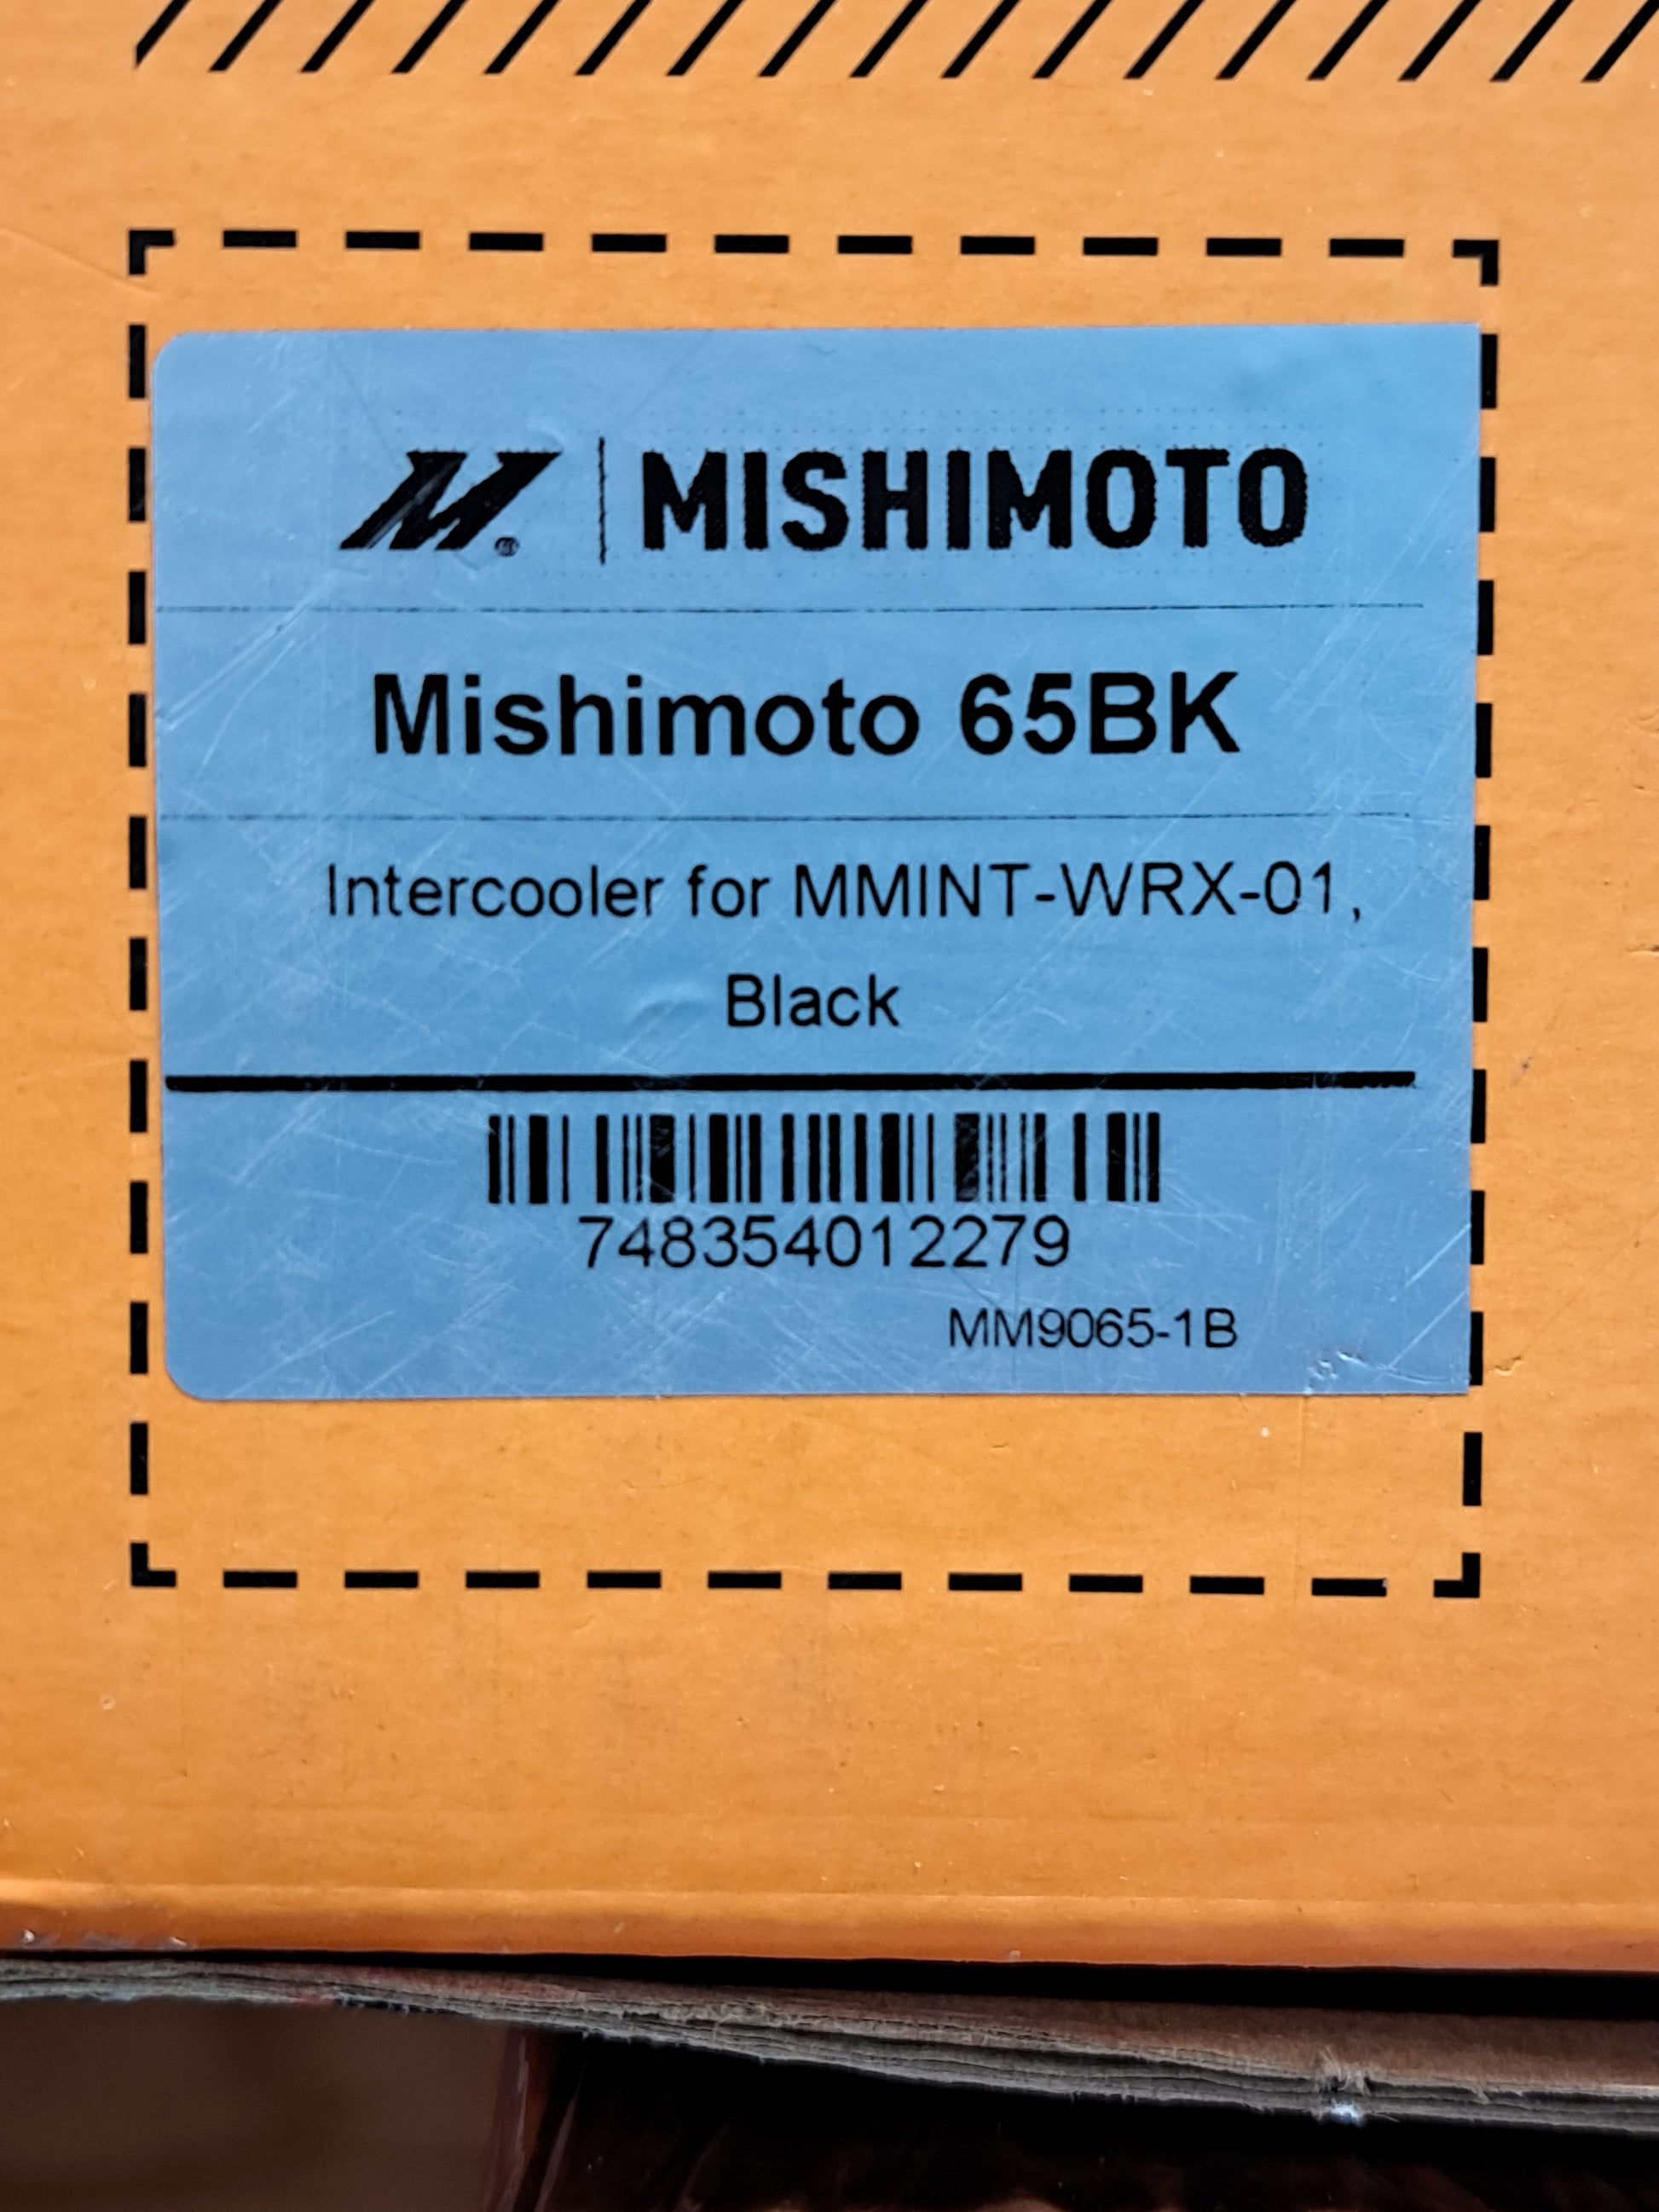 M® | MISHIMOTO
Mishimoto 65BK
Intercooler for MMINT-WRX-01,
Black
748354012279
MM9065-1B